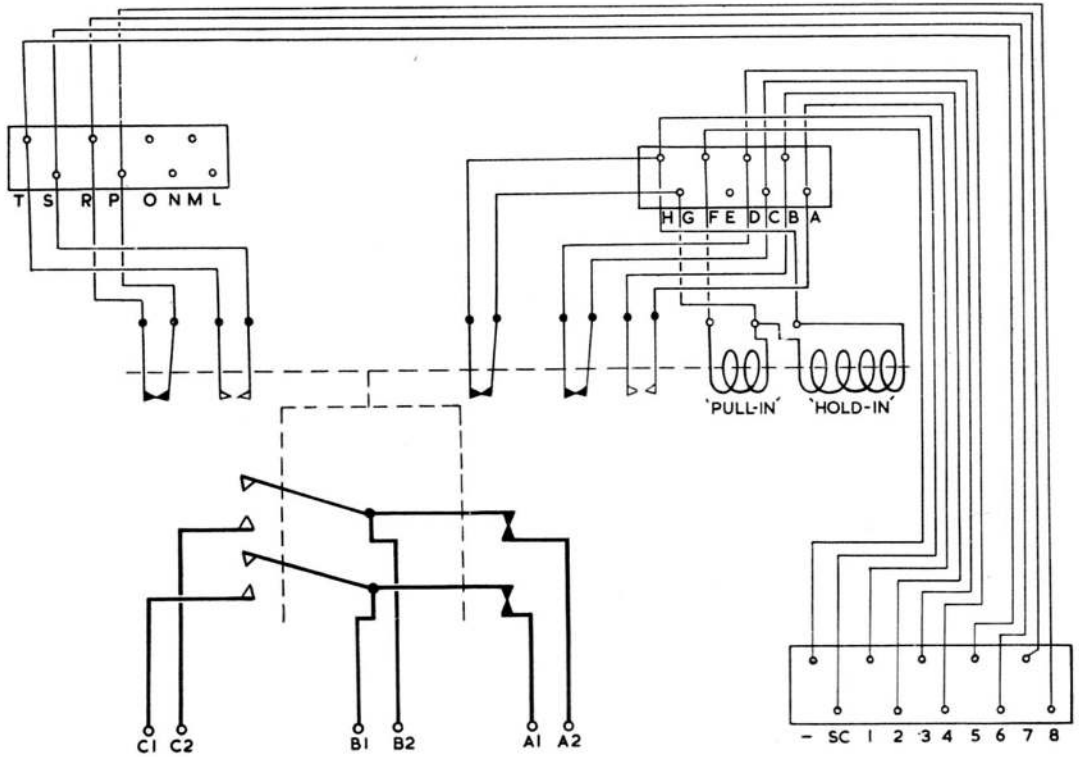 T S R P O N M L
H G F E D C B A
'PULL-IN' 'HOLD-IN'
C1 C2 B1 B2 A1 A2
- SC 1 2 3 4 5 6 7 8